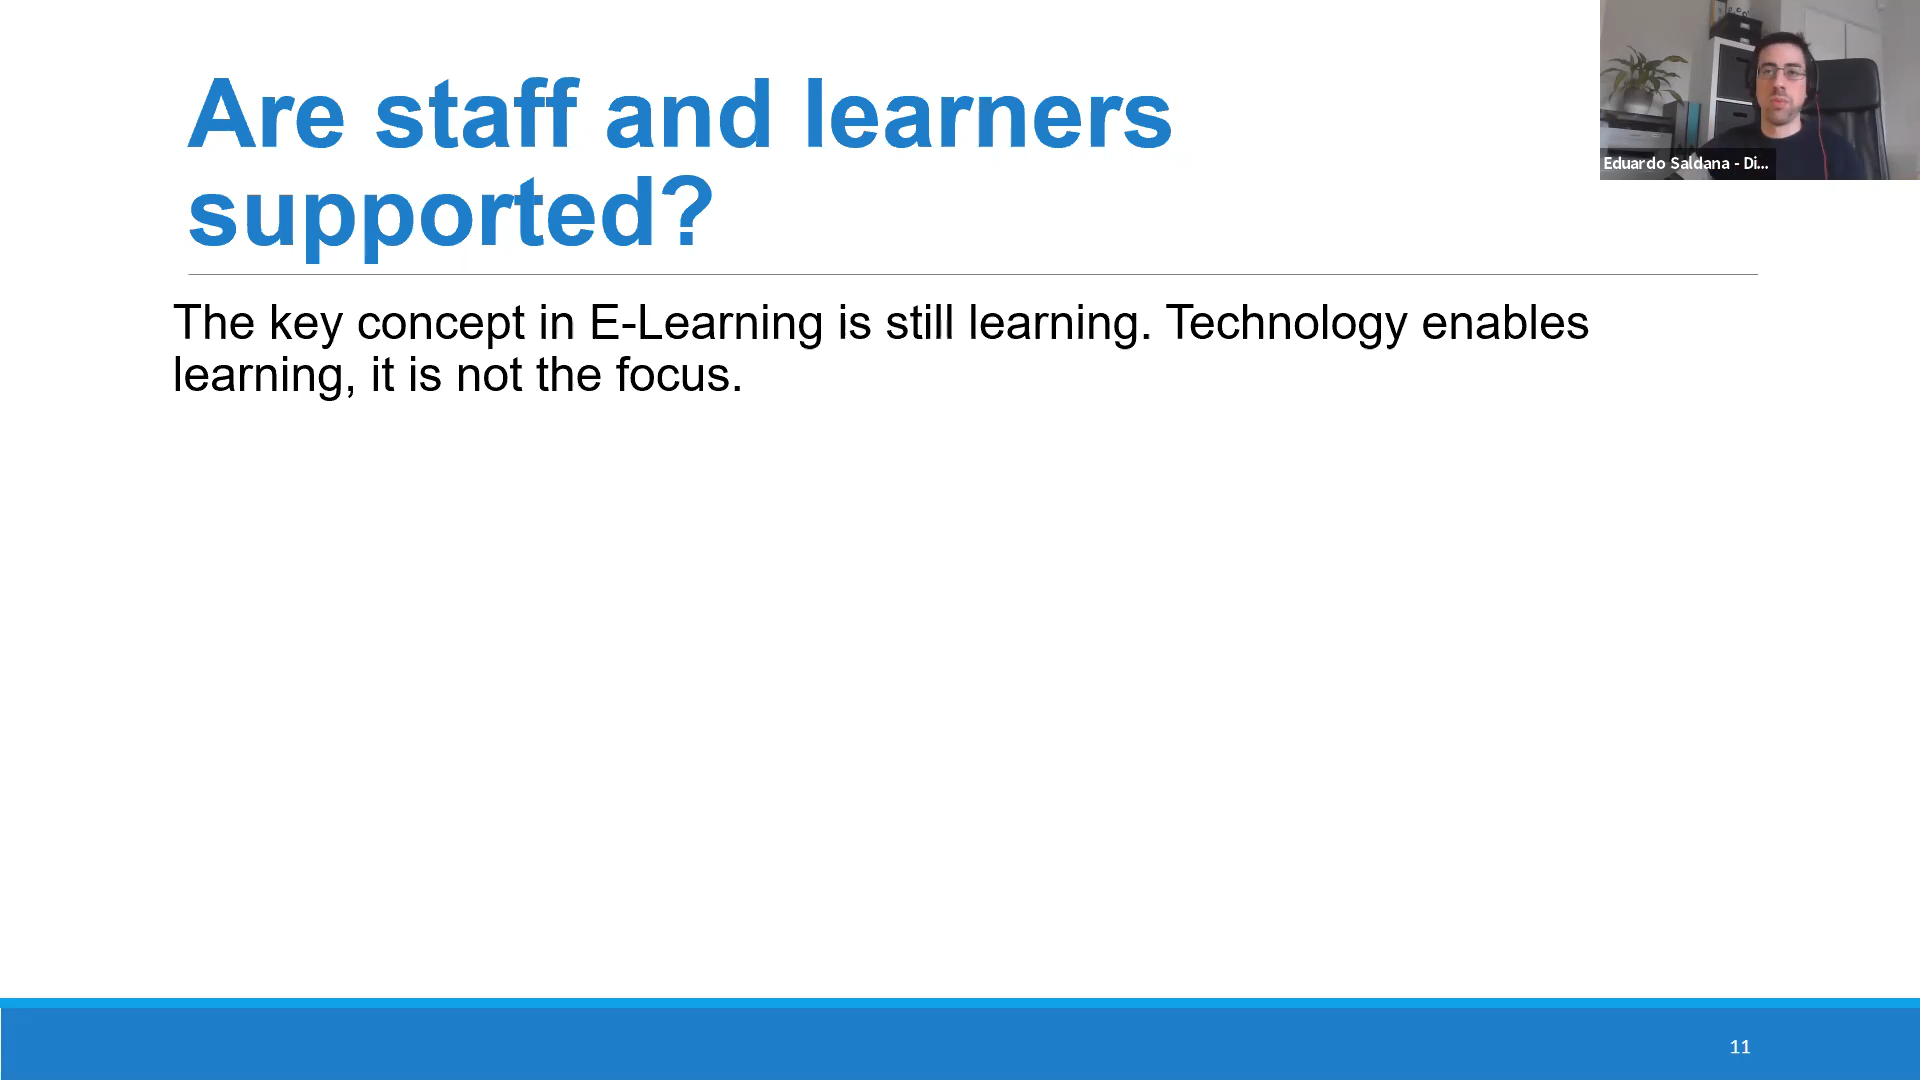 Are staff and learners
supported?
The key concept in E-Learning is still learning. Technology enables
learning, it is not the focus.
Eduardo Saldana - Di...
11